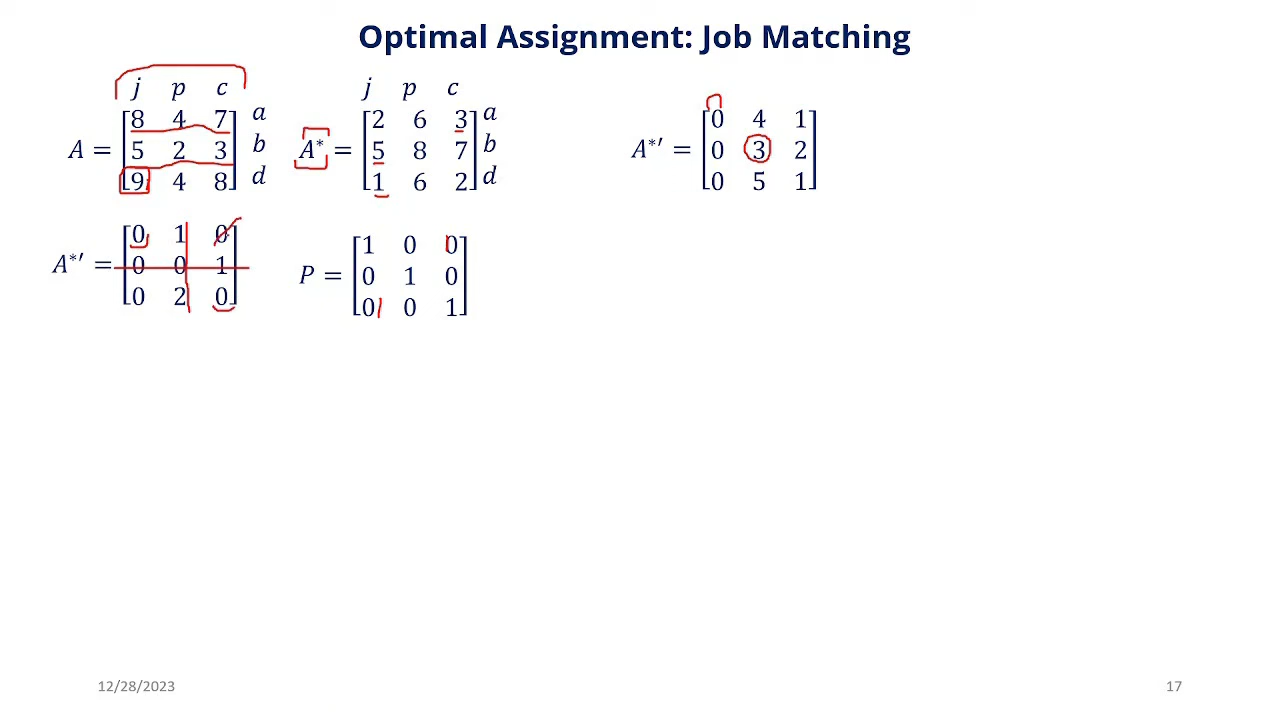 Optimal Assignment: Job Matching
j p c
A = [8 4 7] a
[5 2 3] b
[9 4 8] d
j p c
A* = [2 6 3] a
[5 8 7] b
[1 6 2] d
A*′ = [0 4 1]
[0 3 2]
[0 5 1]
A*′ = [0 1 0]
[0 0 1]
[0 2 0]
P = [1 0 0]
[0 1 0]
[0 0 1]
12/28/2023
17